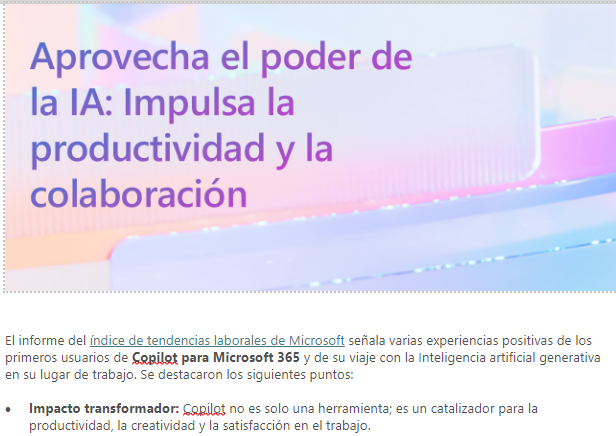 Aprovecha el poder de
la IA: Impulsa la
productividad y la
colaboración
El informe del índice de tendencias laborales de Microsoft señala varias experiencias positivas de los
primeros usuarios de Copilot para Microsoft 365 y de su viaje con la Inteligencia artificial generativa
en su lugar de trabajo. Se destacaron los siguientes puntos:
• Impacto transformador: Copilot no es solo una herramienta; es un catalizador para la
productividad, la creatividad y la satisfacción en el trabajo.